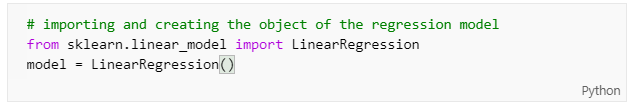 # importing and creating the object of the regression model
from sklearn.linear_model import LinearRegression
model = LinearRegression()
Python